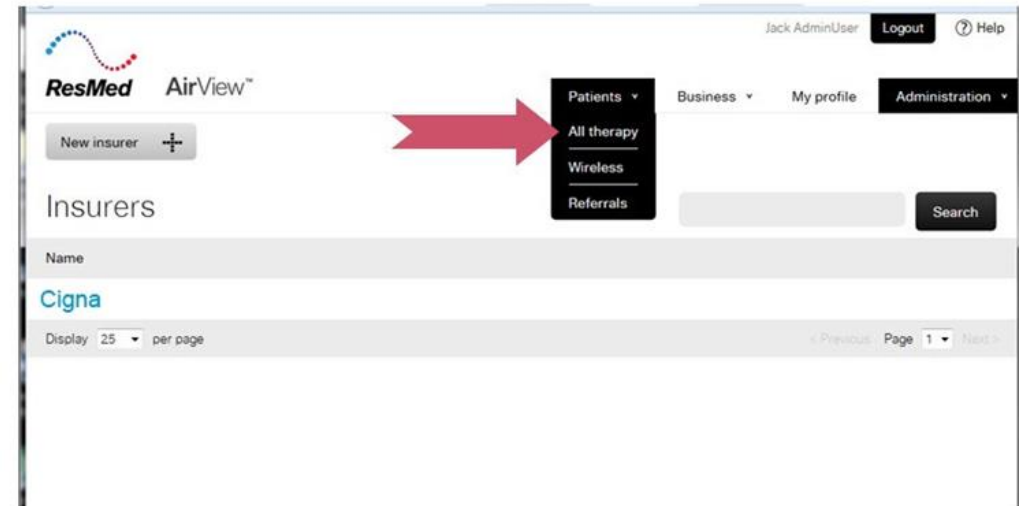 Jack AdminUser Logout ? Help
ResMed AirView™
Patients Business My profile Administration
All therapy
Wireless
Referrals
New insurer
Insurers
Search
Name
Cigna
Display 25 per page
< Previous Page 1 Next >